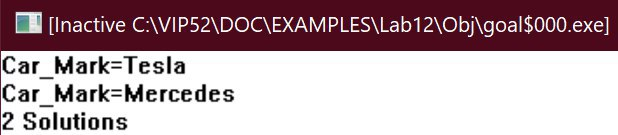 [Inactive C:\VIP52\DOC\EXAMPLES\Lab12\Obj\goal$000.exe]
Car_Mark=Tesla
Car_Mark=Mercedes
2 Solutions